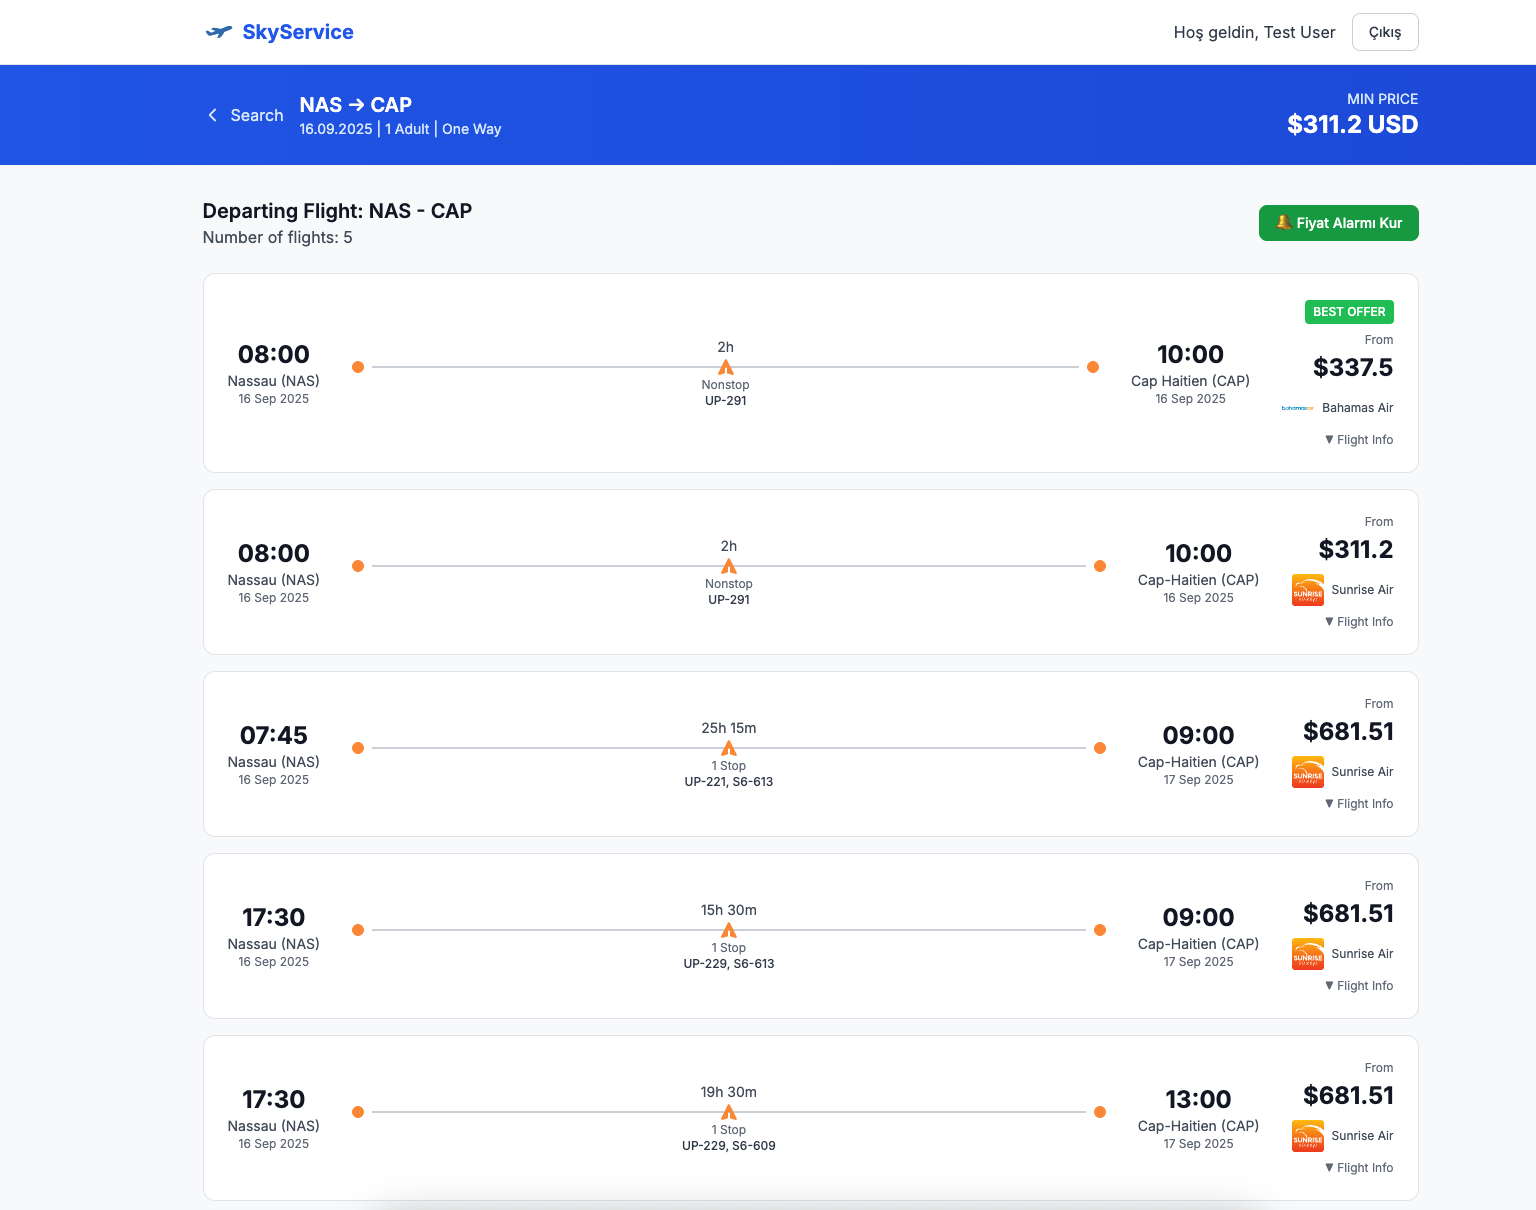 SkyService
Hoş geldin, Test User
Çıkış
Search
NAS → CAP
16.09.2025 | 1 Adult | One Way
MIN PRICE
$311.2 USD
Departing Flight: NAS - CAP
Number of flights: 5
Fiyat Alarmı Kur
08:00
Nassau (NAS)
16 Sep 2025
2h
Nonstop
UP-291
10:00
Cap Haitien (CAP)
16 Sep 2025
BEST OFFER
From
$337.5
bahamasair
Bahamas Air
▼ Flight Info
08:00
Nassau (NAS)
16 Sep 2025
2h
Nonstop
UP-291
10:00
Cap-Haitien (CAP)
16 Sep 2025
From
$311.2
SUNRISE
Sunrise Air
▼ Flight Info
07:45
Nassau (NAS)
16 Sep 2025
25h 15m
1 Stop
UP-221, S6-613
09:00
Cap-Haitien (CAP)
17 Sep 2025
From
$681.51
SUNRISE
Sunrise Air
▼ Flight Info
17:30
Nassau (NAS)
16 Sep 2025
15h 30m
1 Stop
UP-229, S6-613
09:00
Cap-Haitien (CAP)
17 Sep 2025
From
$681.51
SUNRISE
Sunrise Air
▼ Flight Info
17:30
Nassau (NAS)
16 Sep 2025
19h 30m
1 Stop
UP-229, S6-609
13:00
Cap-Haitien (CAP)
17 Sep 2025
From
$681.51
SUNRISE
Sunrise Air
▼ Flight Info